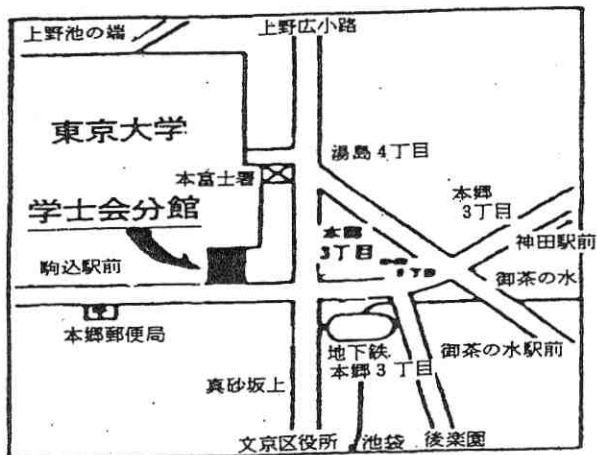 上野池の端
上野広小路
東京大学
湯島4丁目
本富士署
本郷
3丁目
学士会分館
本郷
3丁目
神田駅前
駒込駅前
御茶の水
本郷郵便局
地下鉄
本郷3丁目
御茶の水駅前
真砂坂上
文京区役所
池袋
後楽園